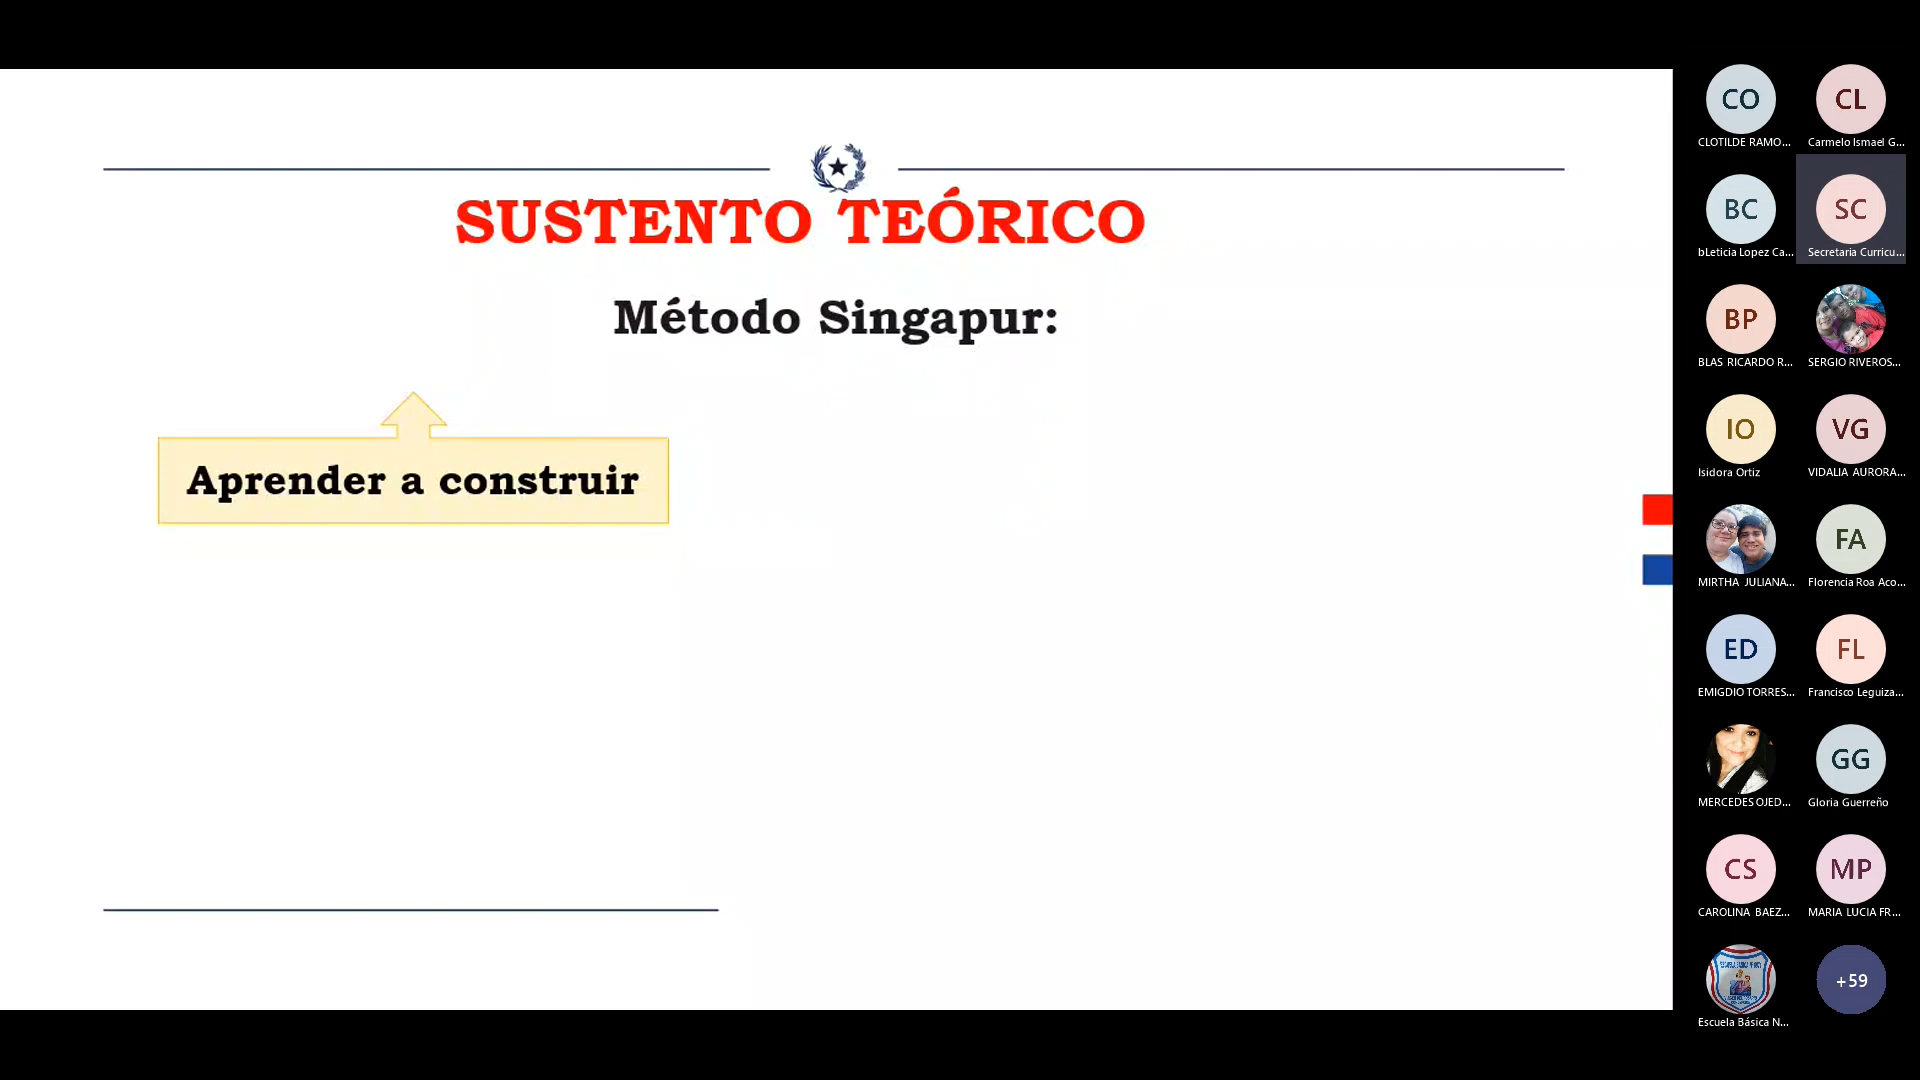 SUSTENTO TEÓRICO
Método Singapur:
Aprender a construir
CO
CLOTILDE RAMO...
CL
Carmelo Ismael G...
BC
bLeticia Lopez Ca...
SC
Secretaria Curricu...
BP
BLAS RICARDO R...
SERGIO RIVEROS...
IO
Isidora Ortiz
VG
VIDALIA AURORA...
MIRTHA JULIANA...
FA
Florencia Roa Aco...
ED
EMIGDIO TORRES...
FL
Francisco Leguiza...
MERCEDES OJED...
GG
Gloria Guerreño
CS
CAROLINA BAEZ...
MP
MARIA LUCIA FR...
Escuela Básica N...
+59